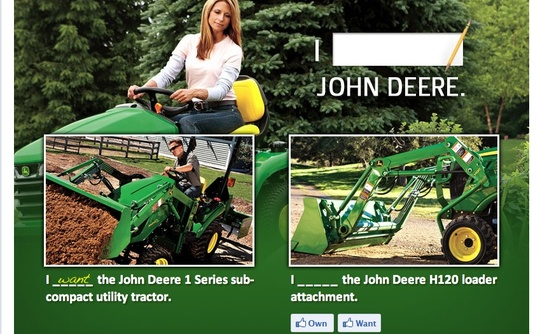 I
JOHN DEERE.
I _want_ the John Deere 1 Series sub-
compact utility tractor.
I _____ the John Deere H120 loader
attachment.
Own
Want